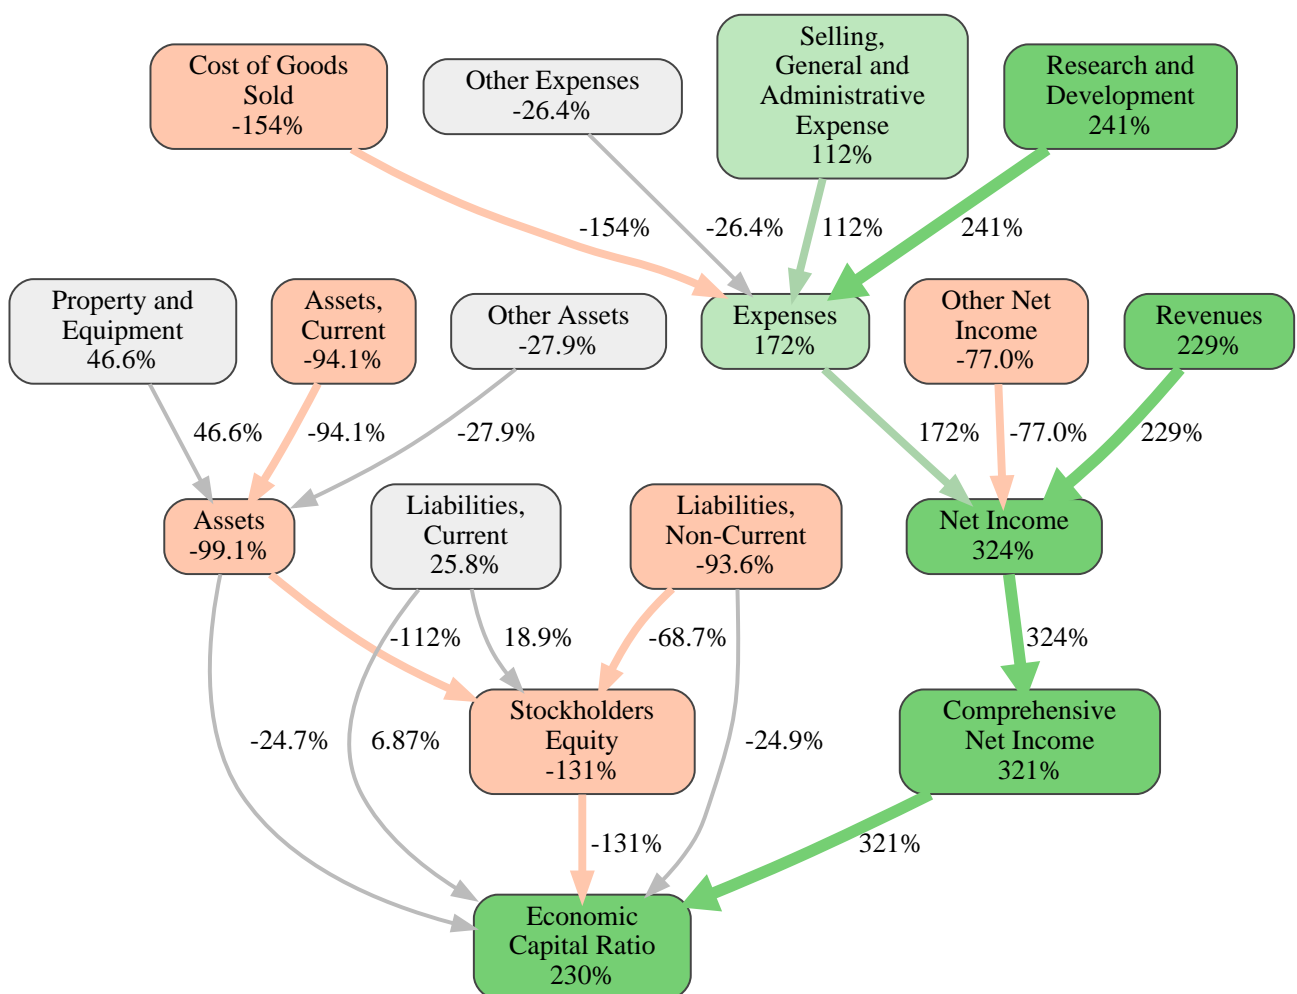 Cost of Goods
Sold
-154%
Other Expenses
-26.4%
Selling,
General and
Administrative
Expense
112%
Research and
Development
241%
-154%
-26.4%
112%
241%
Property and
Equipment
46.6%
Assets,
Current
-94.1%
Other Assets
-27.9%
Expenses
172%
Other Net
Income
-77.0%
Revenues
229%
46.6%
-94.1%
-27.9%
172%
-77.0%
229%
Assets
-99.1%
Liabilities,
Current
25.8%
Liabilities,
Non-Current
-93.6%
Net Income
324%
-112%
18.9%
-68.7%
324%
Stockholders
Equity
-131%
Comprehensive
Net Income
321%
-24.7%
6.87%
-24.9%
-131%
321%
Economic
Capital Ratio
230%